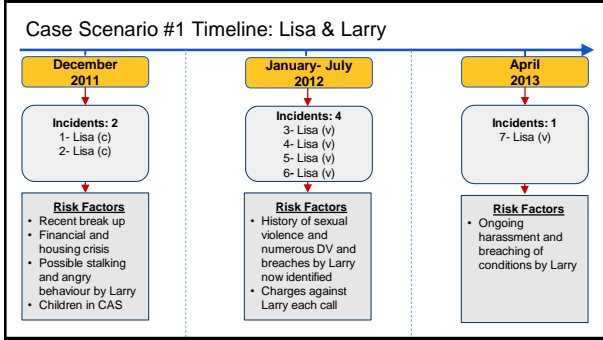 Case Scenario #1 Timeline: Lisa & Larry
December
2011
Incidents: 2
1- Lisa (c)
2- Lisa (c)
Risk Factors
• Recent break up
• Financial and
housing crisis
• Possible stalking
and angry
behaviour by Larry
• Children in CAS
January- July
2012
Incidents: 4
3- Lisa (v)
4- Lisa (v)
5- Lisa (v)
6- Lisa (v)
Risk Factors
• History of sexual
violence and
numerous DV and
breaches by Larry
now identified
• Charges against
Larry each call
April
2013
Incidents: 1
7- Lisa (v)
Risk Factors
• Ongoing
harassment and
breaching of
conditions by Larry